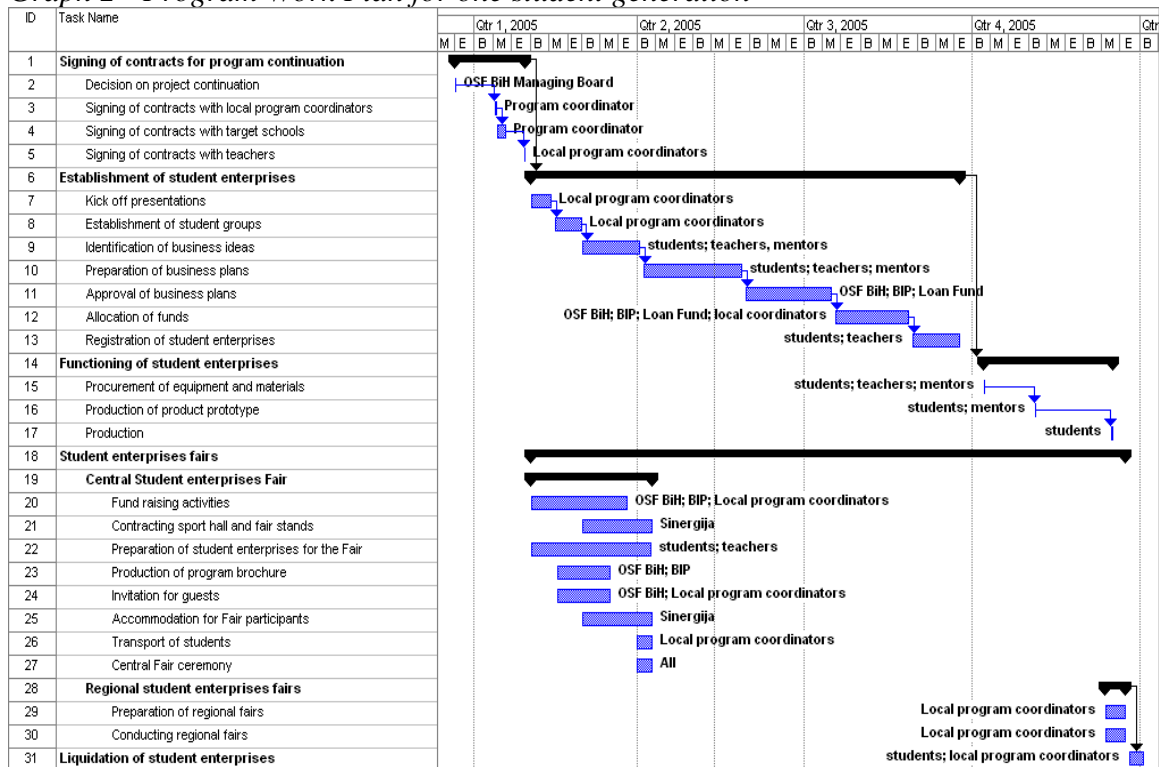 Graph 2 - Program Work Plan for one student generation
ID Task Name Qtr 1, 2005 Qtr 2, 2005 Qtr 3, 2005 Qtr 4, 2005 Qtr
M E B M E B M E B M E B M E B M E B M E B M E B M E B M E B M E B M E B M E B
1 Signing of contracts for program continuation
2 Decision on project continuation OSF BiH Managing Board
3 Signing of contracts with local program coordinators Program coordinator
4 Signing of contracts with target schools Program coordinator
5 Signing of contracts with teachers Local program coordinators
6 Establishment of student enterprises
7 Kick off presentations Local program coordinators
8 Establishment of student groups Local program coordinators
9 Identification of business ideas students; teachers, mentors
10 Preparation of business plans students; teachers; mentors
11 Approval of business plans OSF BiH; BIP; Loan Fund
12 Allocation of funds OSF BiH; BIP; Loan Fund; local coordinators
13 Registration of student enterprises students; teachers
14 Functioning of student enterprises
15 Procurement of equipment and materials students; teachers; mentors
16 Production of product prototype students; mentors
17 Production students
18 Student enterprises fairs
19 Central Student enterprises Fair
20 Fund raising activities OSF BiH; BIP; Local program coordinators
21 Contracting sport hall and fair stands Sinergija
22 Preparation of student enterprises for the Fair students; teachers
23 Production of program brochure OSF BiH; BIP
24 Invitation for guests OSF BiH; Local program coordinators
25 Accommodation for Fair participants Sinergija
26 Transport of students Local program coordinators
27 Central Fair ceremony All
28 Regional student enterprises fairs
29 Preparation of regional fairs Local program coordinators
30 Conducting regional fairs Local program coordinators
31 Liquidation of student enterprises students; local program coordinators